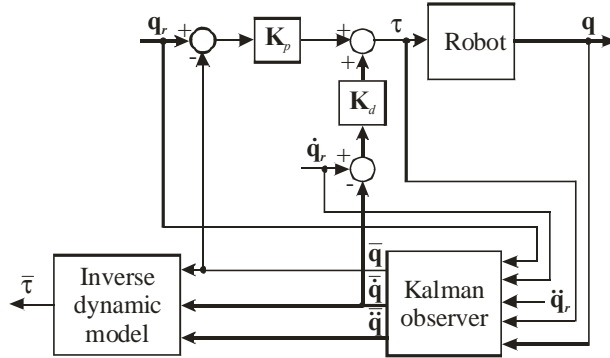 q_r + - K_p + + τ Robot q
K_d
q̇_r + -
τ̄ Inverse dynamic model
q̄
q̄̇
q̄̈
Kalman observer
q̈_r